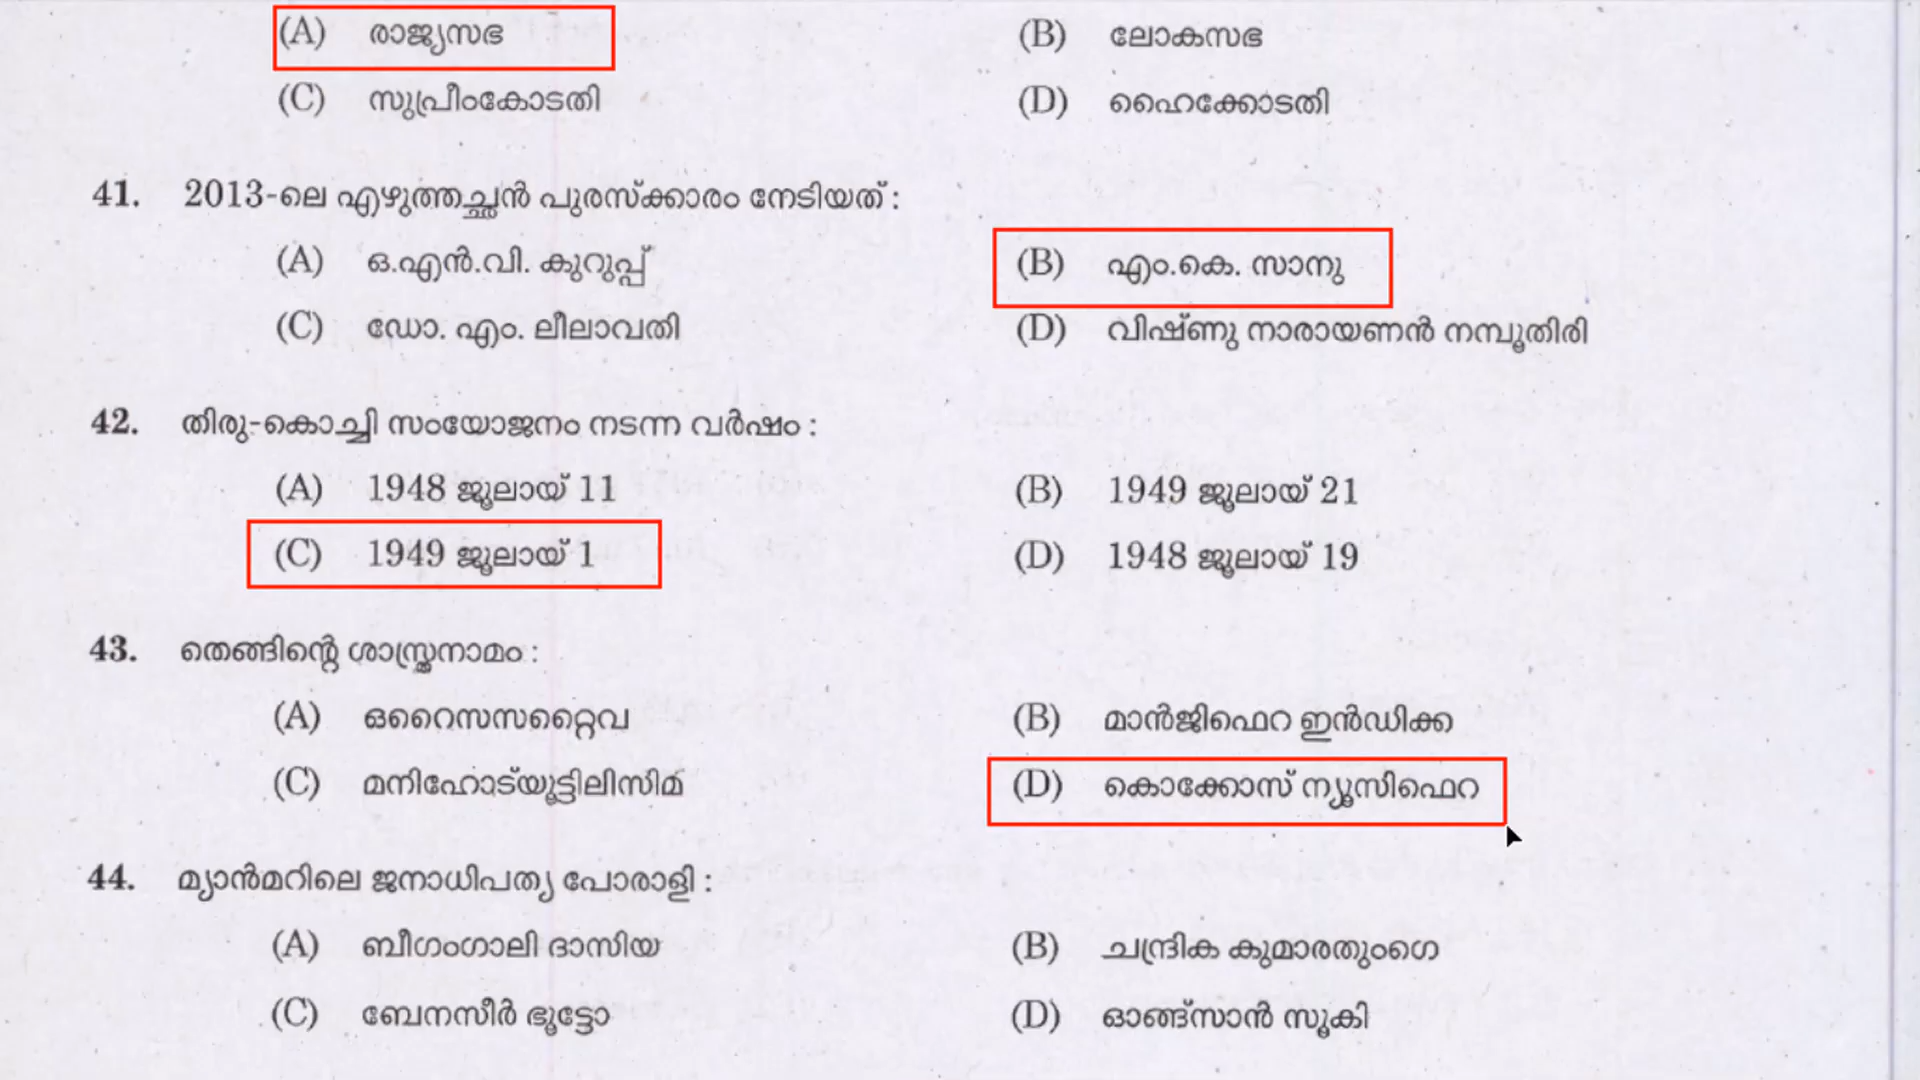 (A) രാജ്യസഭ (B) ലോകസഭ
(C) സുപ്രീംകോടതി (D) ഹൈക്കോടതി
41. 2013-ലെ എഴുത്തച്ഛൻ പുരസ്ക്കാരം നേടിയത് :
(A) ഒ.എൻ.വി. കുറുപ്പ് (B) എം.കെ. സാനു
(C) ഡോ. എം. ലീലാവതി (D) വിഷ്ണു നാരായണൻ നമ്പൂതിരി
42. തിരു-കൊച്ചി സംയോജനം നടന്ന വർഷം :
(A) 1948 ജൂലായ് 11 (B) 1949 ജൂലായ് 21
(C) 1949 ജൂലായ് 1 (D) 1948 ജൂലായ് 19
43. തെങ്ങിന്റെ ശാസ്ത്രനാമം :
(A) ഒറൈസസറ്റൈവ (B) മാൻജിഫെറ ഇൻഡിക്ക
(C) മനിഹോട്യൂട്ടിലിസിമ് (D) കൊക്കോസ് ന്യൂസിഫെറ
44. മ്യാൻമറിലെ ജനാധിപത്യ പോരാളി :
(A) ബീഗംഗാലി ദാസിയ (B) ചന്ദ്രിക കുമാരതുംഗെ
(C) ബേനസീർ ഭൂട്ടോ (D) ഓങ്ങ്സാൻ സൂകി